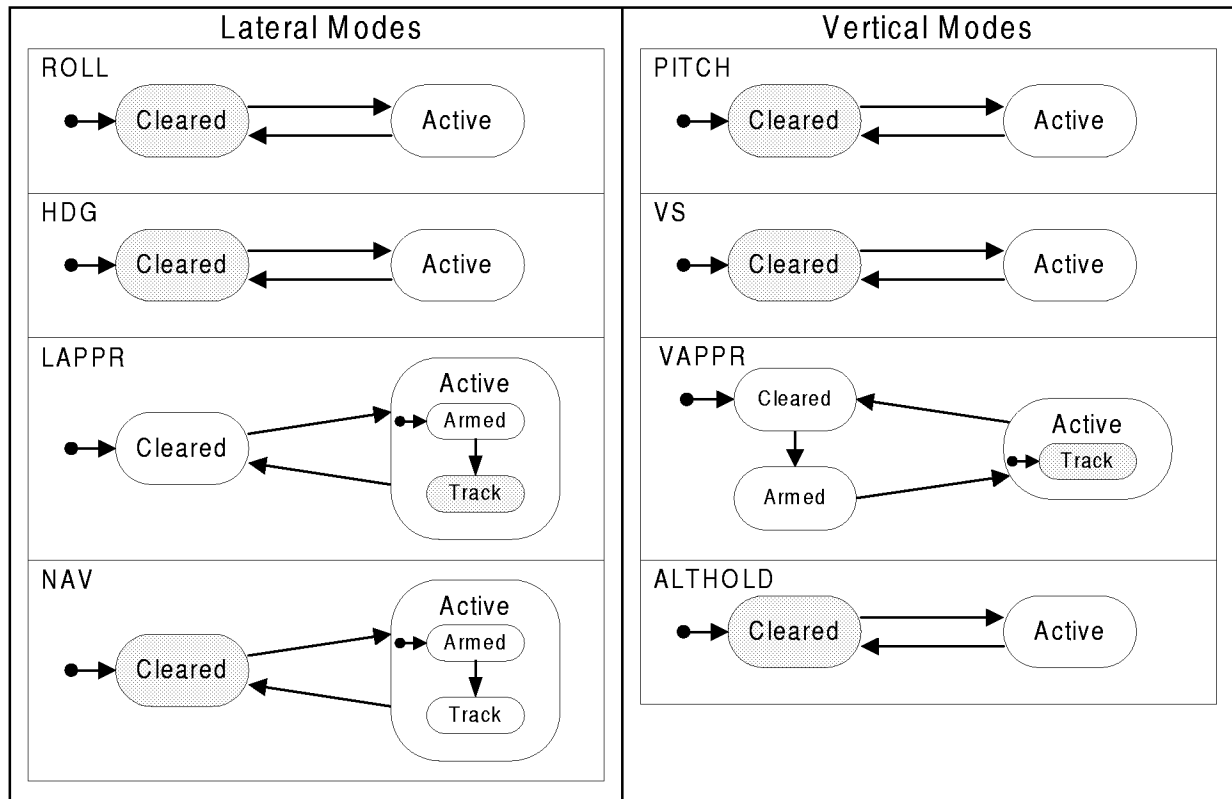 Lateral Modes
ROLL
Cleared
Active
HDG
Cleared
Active
LAPPR
Cleared
Active
Armed
Track
NAV
Cleared
Active
Armed
Track
Vertical Modes
PITCH
Cleared
Active
VS
Cleared
Active
VAPPR
Cleared
Armed
Active
Track
ALTHOLD
Cleared
Active